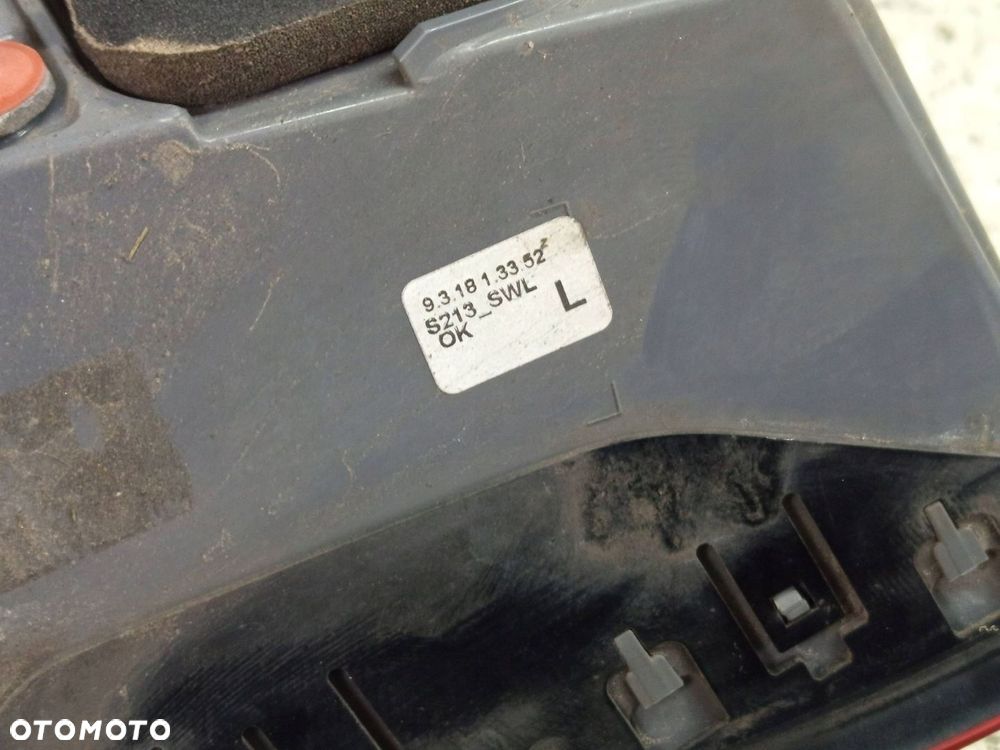 9.3.18 1.33.52
S213_SWL L
OK
OTOMOTO